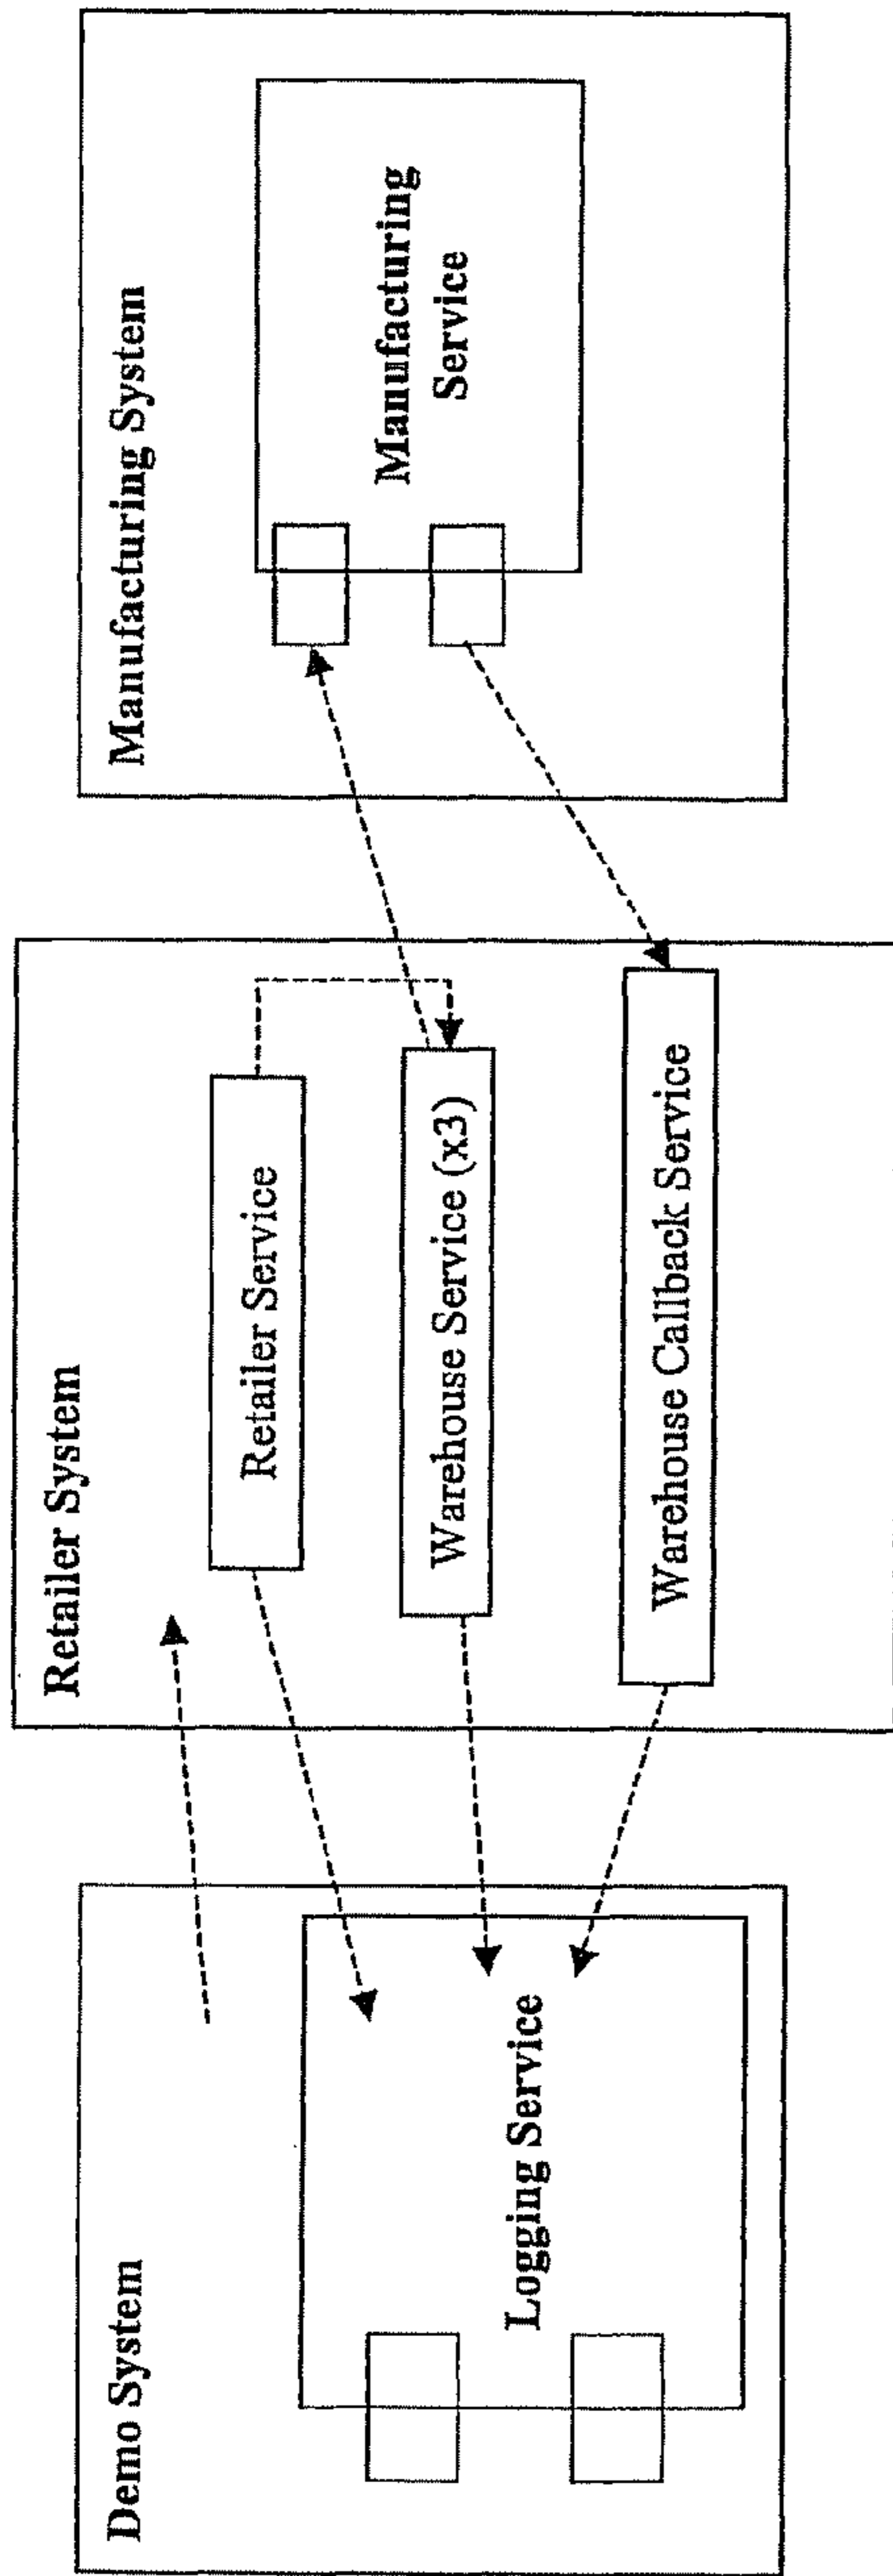 Demo System
Logging Service
Retailer System
Retailer Service
Warehouse Service (x3)
Warehouse Callback Service
Manufacturing System
Manufacturing
Service